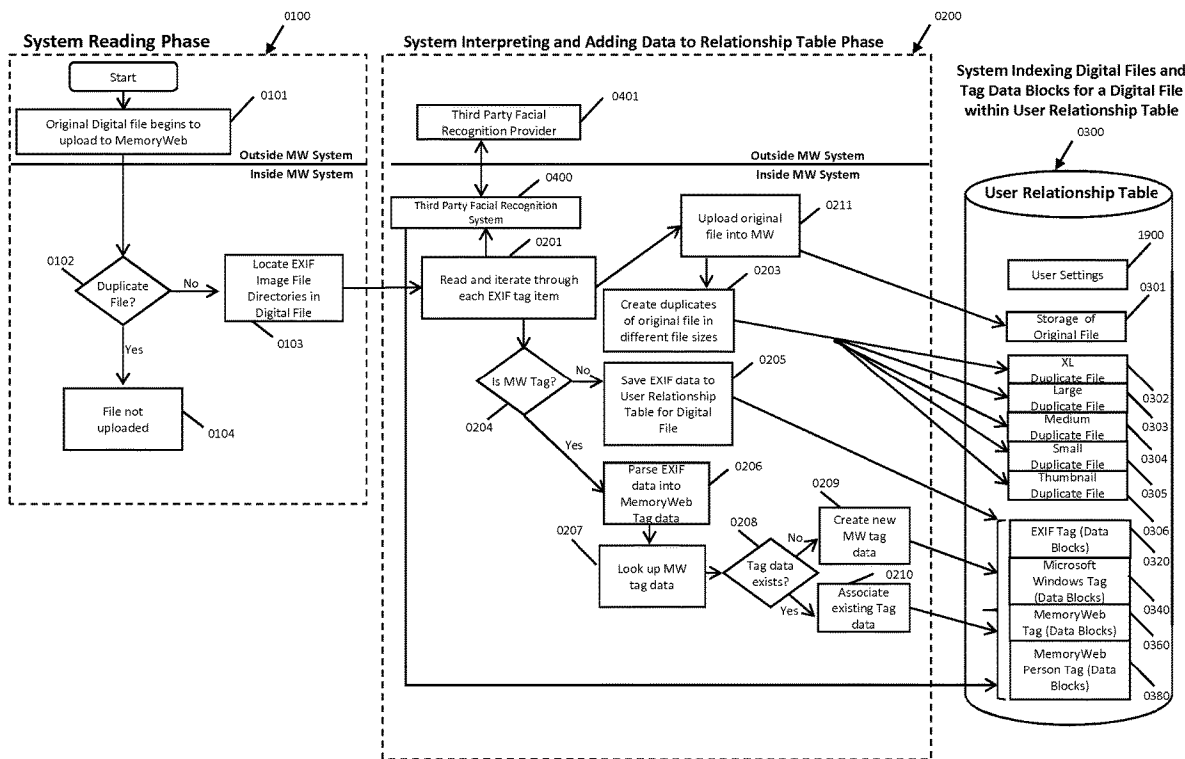 0100
System Reading Phase
Start
0101
Original Digital file begins to
upload to MemoryWeb
Outside MW System
Inside MW System
0102
Duplicate
File?
No
Locate EXIF
Image File
Directories in
Digital File
0103
Yes
File not
uploaded
0104
0200
System Interpreting and Adding Data to Relationship Table Phase
Third Party Facial
Recognition Provider
0401
Outside MW System
Inside MW System
0400
Third Party Facial Recognition
System
0201
Read and iterate through
each EXIF tag item
Upload original
file into MW
0211
0203
Create duplicates
of original file in
different file sizes
Is MW Tag?
0204
No
Save EXIF data to
User Relationship
Table for Digital
File
0205
Yes
Parse EXIF
data into
MemoryWeb
Tag data
0206
0207
Look up MW
tag data
0208
Tag data
exists?
No
0209
Create new
MW tag
data
Yes
0210
Associate
existing Tag
data
System Indexing Digital Files and
Tag Data Blocks for a Digital File
within User Relationship Table
0300
User Relationship Table
1900
User Settings
0301
Storage of
Original File
XL
Duplicate File
0302
Large
Duplicate File
0303
Medium
Duplicate File
0304
Small
Duplicate File
0305
Thumbnail
Duplicate File
0306
EXIF Tag (Data
Blocks)
0320
Microsoft
Windows Tag
(Data Blocks)
0340
MemoryWeb
Tag (Data Blocks)
0360
MemoryWeb
Person Tag (Data
Blocks)
0380